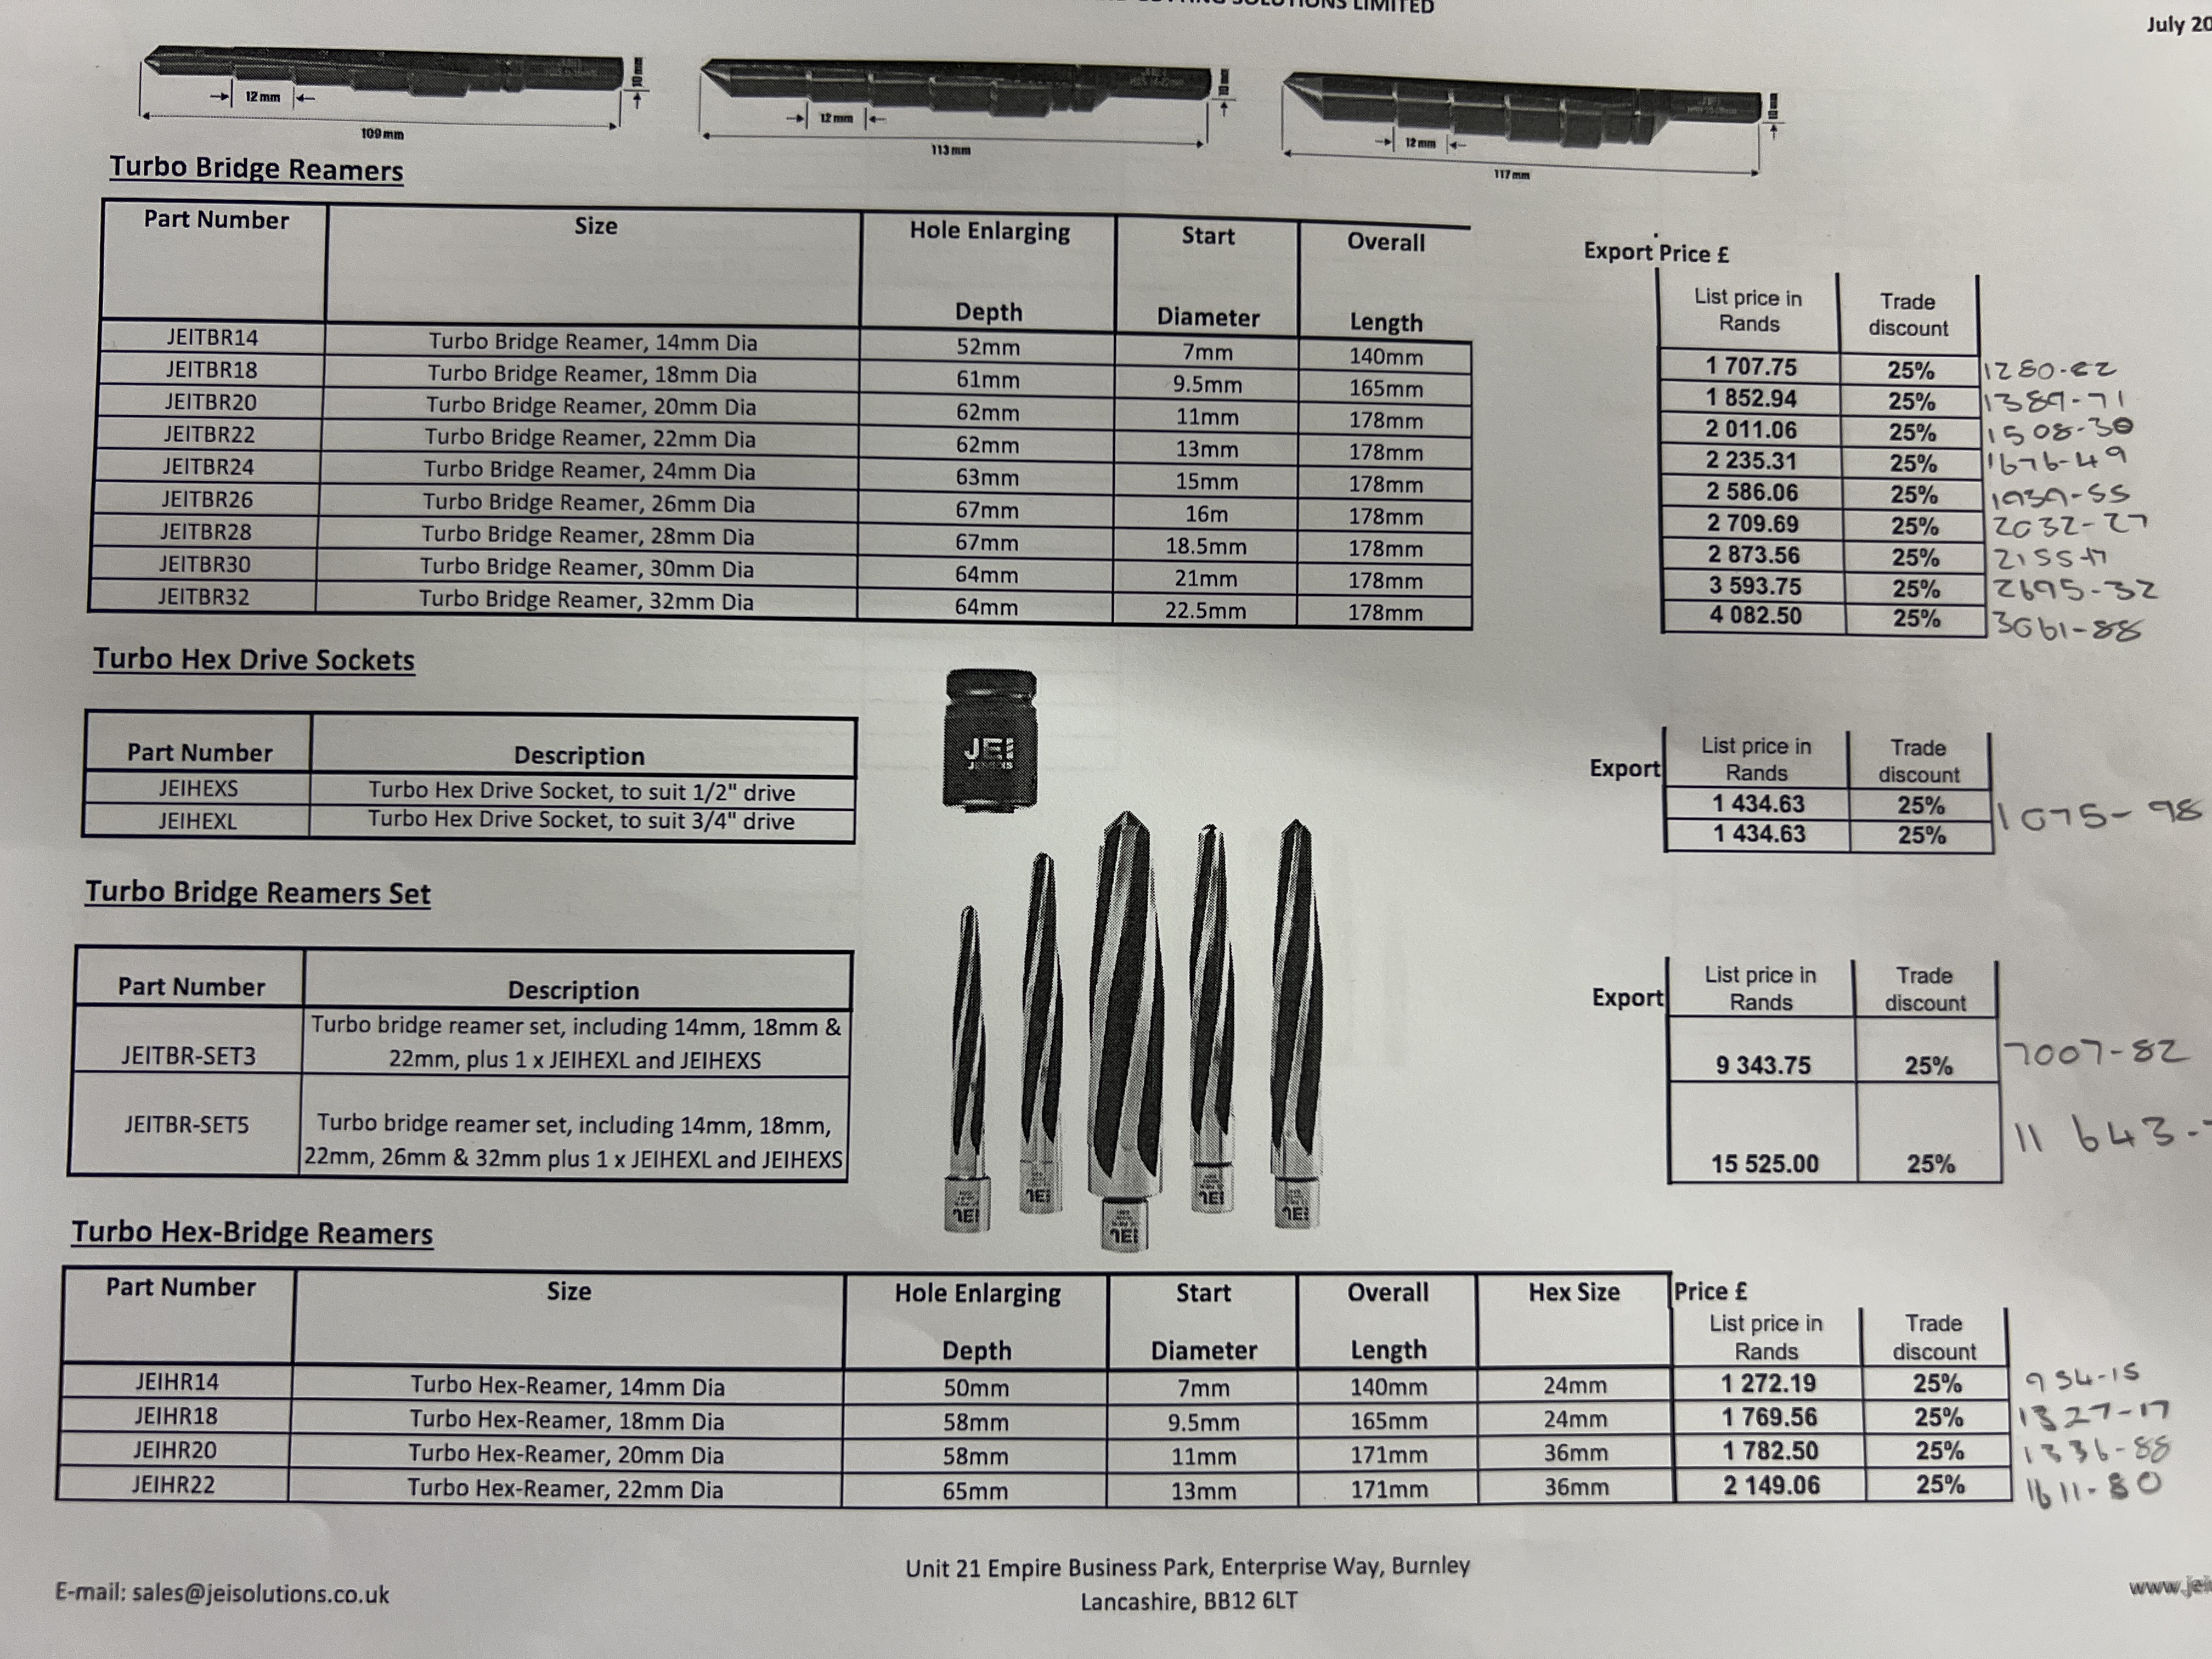 SOLUTIONS LIMITED
July 20
12 mm
109 mm
10 mm
12 mm
113 mm
10 mm
12 mm
117 mm
10 mm
Turbo Bridge Reamers
Part Number Size Hole Enlarging Depth Start Diameter Overall Length
Export Price £
List price in Rands Trade discount
JEITBR14 Turbo Bridge Reamer, 14mm Dia 52mm 7mm 140mm 1 707.75 25% 1280-82
JEITBR18 Turbo Bridge Reamer, 18mm Dia 61mm 9.5mm 165mm 1 852.94 25% 1389-71
JEITBR20 Turbo Bridge Reamer, 20mm Dia 62mm 11mm 178mm 2 011.06 25% 1508-30
JEITBR22 Turbo Bridge Reamer, 22mm Dia 62mm 13mm 178mm 2 235.31 25% 1676-49
JEITBR24 Turbo Bridge Reamer, 24mm Dia 63mm 15mm 178mm 2 586.06 25% 1939-55
JEITBR26 Turbo Bridge Reamer, 26mm Dia 67mm 16m 178mm 2 709.69 25% 2032-27
JEITBR28 Turbo Bridge Reamer, 28mm Dia 67mm 18.5mm 178mm 2 873.56 25% 2155-17
JEITBR30 Turbo Bridge Reamer, 30mm Dia 64mm 21mm 178mm 3 593.75 25% 2695-32
JEITBR32 Turbo Bridge Reamer, 32mm Dia 64mm 22.5mm 178mm 4 082.50 25% 3061-88
Turbo Hex Drive Sockets
JEI
Part Number Description Export List price in Rands Trade discount
JEIHEXS Turbo Hex Drive Socket, to suit 1/2" drive 1 434.63 25% 1075-98
JEIHEXL Turbo Hex Drive Socket, to suit 3/4" drive 1 434.63 25%
Turbo Bridge Reamers Set
Part Number Description Export List price in Rands Trade discount
JEITBR-SET3 Turbo bridge reamer set, including 14mm, 18mm &
22mm, plus 1 x JEIHEXL and JEIHEXS 9 343.75 25% 7007-82
JEITBR-SET5 Turbo bridge reamer set, including 14mm, 18mm,
22mm, 26mm & 32mm plus 1 x JEIHEXL and JEIHEXS 15 525.00 25% 11 643-
JEI
JEI
JEI
JEI
JEI
Turbo Hex-Bridge Reamers
Part Number Size Hole Enlarging Depth Start Diameter Overall Length Hex Size Price £
List price in Rands Trade discount
JEIHR14 Turbo Hex-Reamer, 14mm Dia 50mm 7mm 140mm 24mm 1 272.19 25% 954-15
JEIHR18 Turbo Hex-Reamer, 18mm Dia 58mm 9.5mm 165mm 24mm 1 769.56 25% 1327-17
JEIHR20 Turbo Hex-Reamer, 20mm Dia 58mm 11mm 171mm 36mm 1 782.50 25% 1336-88
JEIHR22 Turbo Hex-Reamer, 22mm Dia 65mm 13mm 171mm 36mm 2 149.06 25% 1611-80
Unit 21 Empire Business Park, Enterprise Way, Burnley
Lancashire, BB12 6LT
E-mail: sales@jeisolutions.co.uk
www.jei